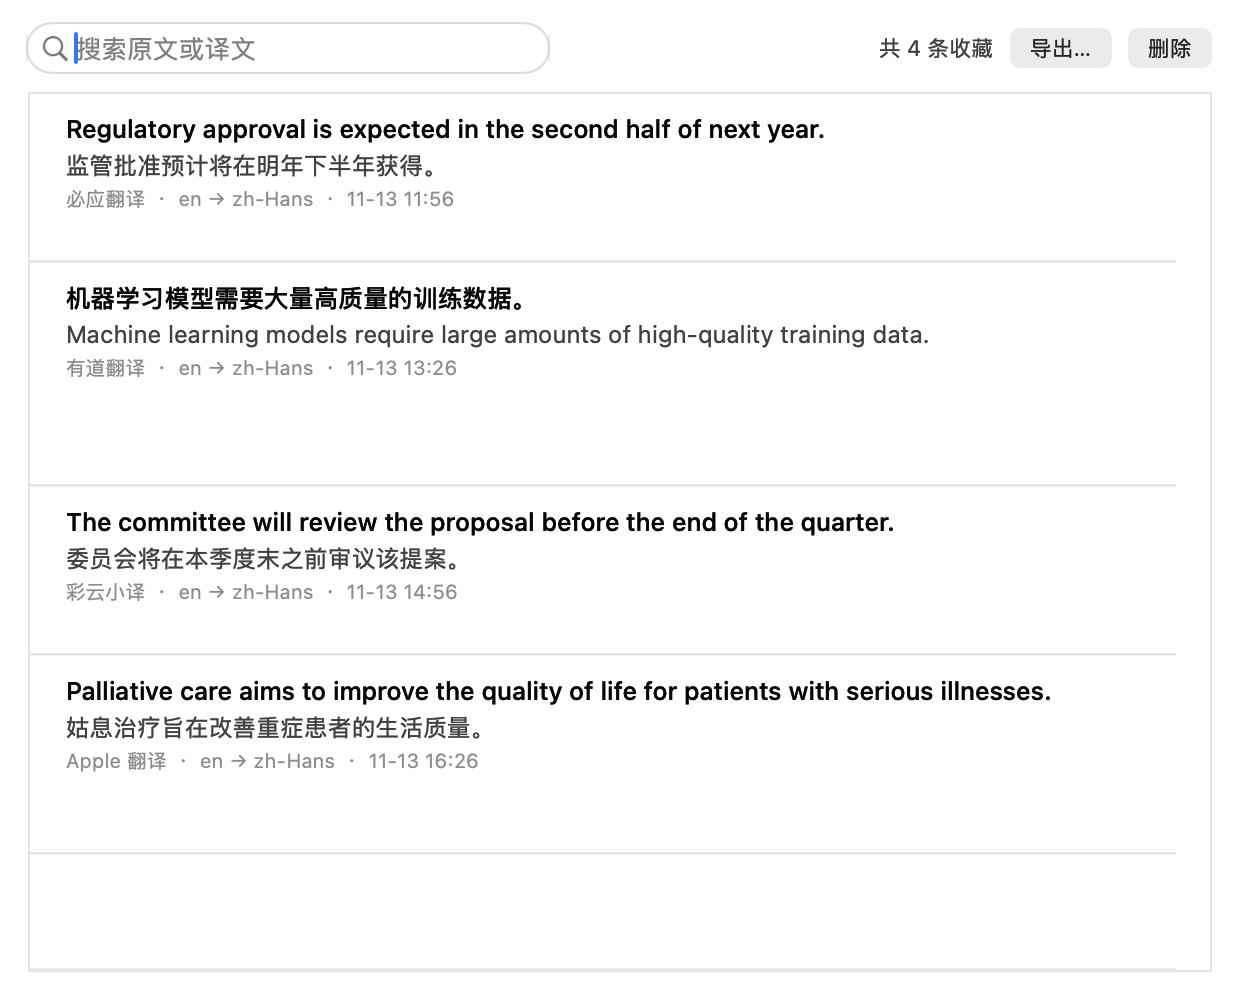 搜索原文或译文
共 4 条收藏
导出...
删除
Regulatory approval is expected in the second half of next year.
监管批准预计将在明年下半年获得。
必应翻译 · en → zh-Hans · 11-13 11:56
机器学习模型需要大量高质量的训练数据。
Machine learning models require large amounts of high-quality training data.
有道翻译 · en → zh-Hans · 11-13 13:26
The committee will review the proposal before the end of the quarter.
委员会将在本季度末之前审议该提案。
彩云小译 · en → zh-Hans · 11-13 14:56
Palliative care aims to improve the quality of life for patients with serious illnesses.
姑息治疗旨在改善重症患者的生活质量。
Apple 翻译 · en → zh-Hans · 11-13 16:26